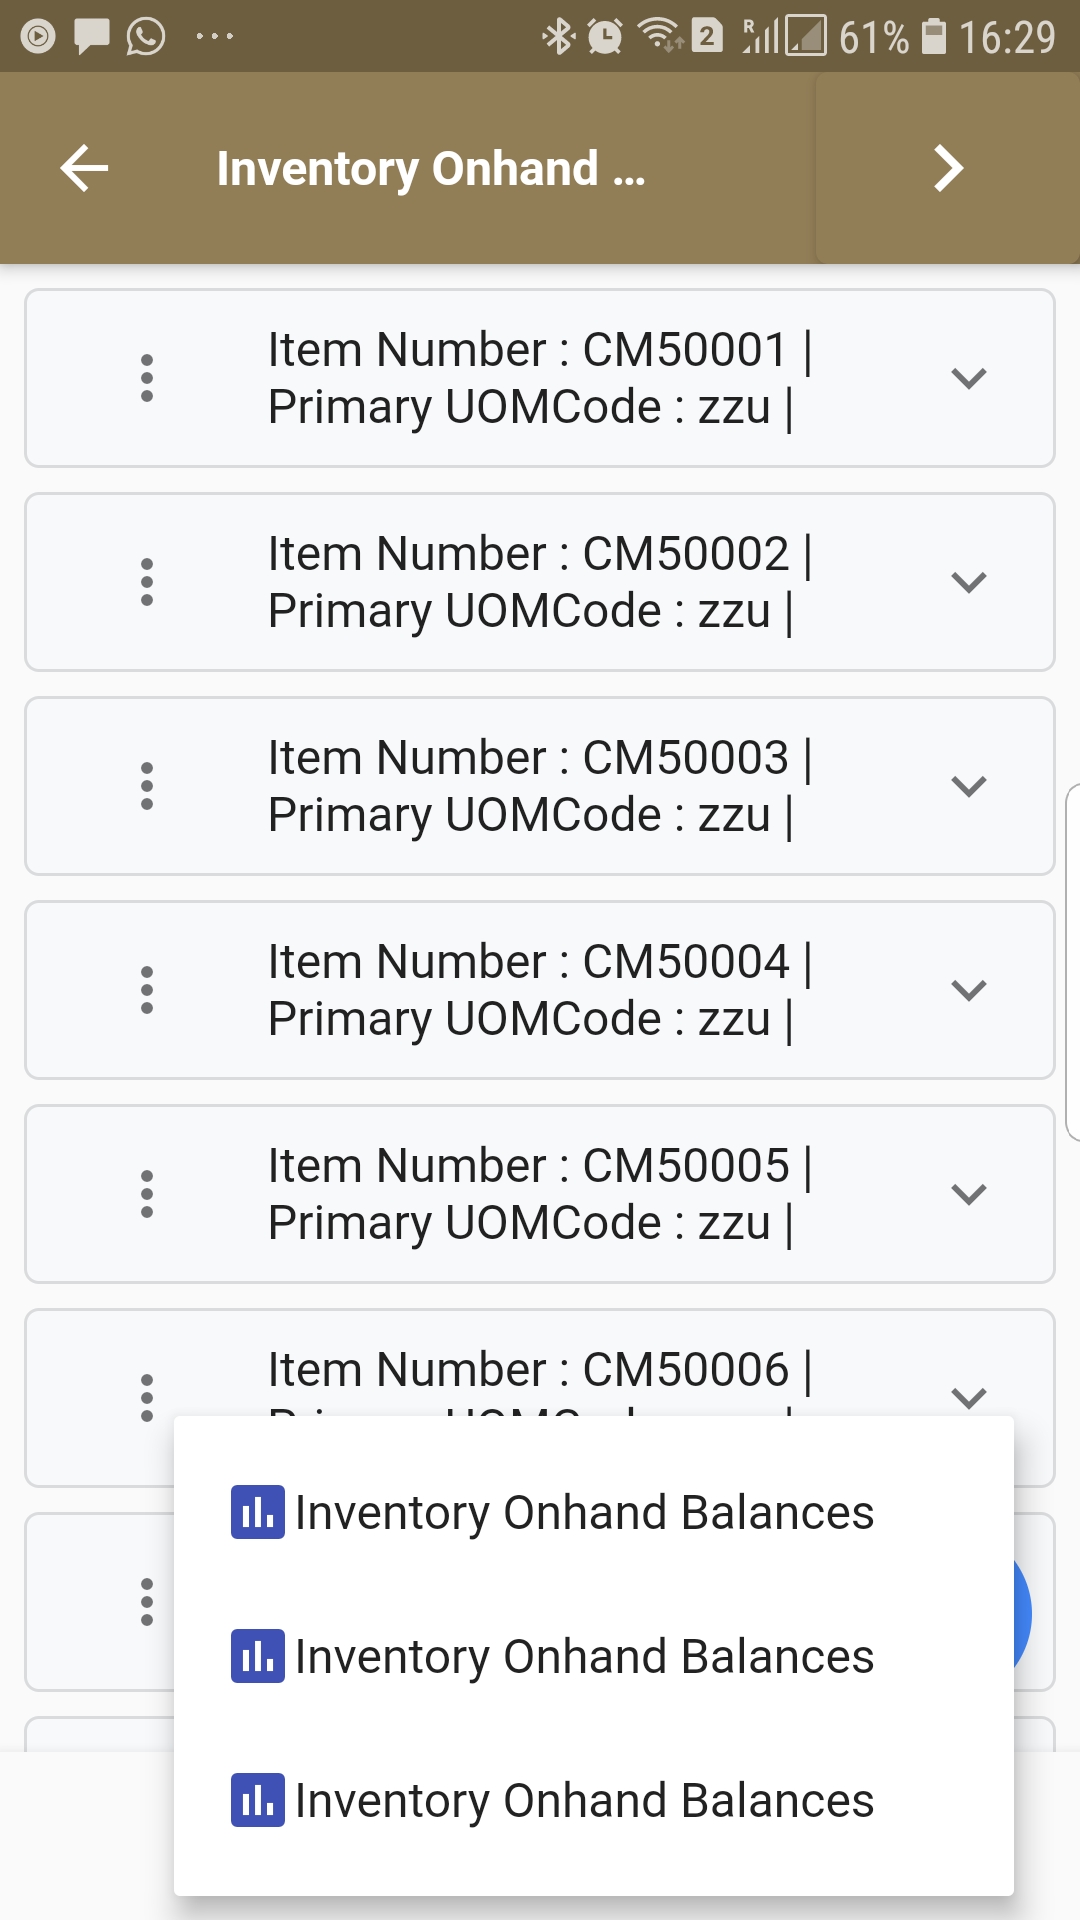 2 R 61% 16:29
Inventory Onhand ...
Item Number : CM50001 |
Primary UOMCode : zzu |
Item Number : CM50002 |
Primary UOMCode : zzu |
Item Number : CM50003 |
Primary UOMCode : zzu |
Item Number : CM50004 |
Primary UOMCode : zzu |
Item Number : CM50005 |
Primary UOMCode : zzu |
Item Number : CM50006 |
Inventory Onhand Balances
Inventory Onhand Balances
Inventory Onhand Balances